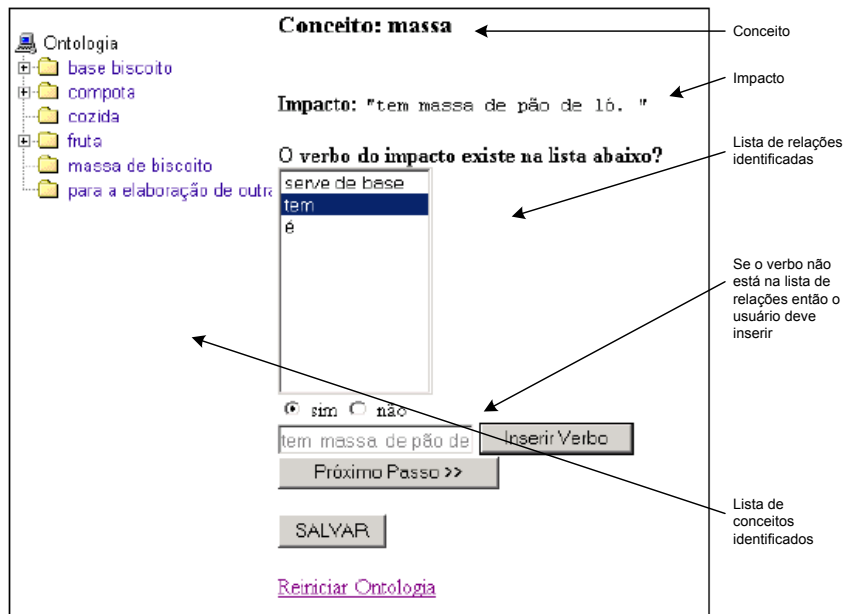 Ontologia
base biscoito
compota
cozida
fruta
massa de biscoito
para a elaboração de outra
Conceito: massa
Impacto: "tem massa de pão de ló. "
O verbo do impacto existe na lista abaixo?
serve de base
tem
é
sim não
tem massa de pão de
Inserir Verbo
Próximo Passo >>
SALVAR
Reiniciar Ontologia
Conceito
Impacto
Lista de relações
identificadas
Se o verbo não
está na lista de
relações então o
usuário deve
inserir
Lista de
conceitos
identificados